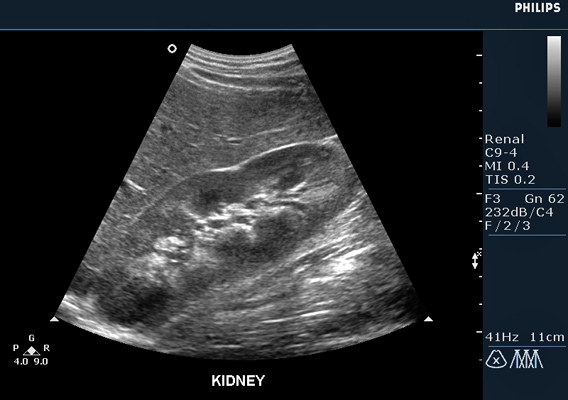 PHILIPS
Renal
C9-4
MI 0.4
TIS 0.2
F3 Gn 62
232dB/C4
F/2/3
G
P R
4.0 9.0
41Hz 11cm
X
KIDNEY